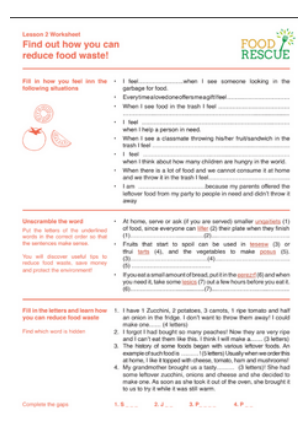 Lesson 2 Worksheet
Find out how you can
reduce food waste!
FOOD
RESCUE
Fill in how you feel inn the
following situations
• I feel..............................when I see someone looking in the
garbage for food.
• Everytime a loved one offers me a gift I feel..............................
• When I see food in the trash I feel ..............................
..............................
• I feel ..............................
when I help a person in need.
• When I see a classmate throwing his/her fruit/sandwich in the
trash I feel..............................
• I feel ..............................
when I think about how many children are hungry in the world.
• When there is a lot of food and we cannot consume it at home
and we throw it in the trash I feel..............................
• I am ..............................because my parents offered the
leftover food from my party to people in need and didn't throw it
away
Unscramble the word
Put the letters of the underlined
words in the correct order so that
the sentences make sense.
You will discover useful tips to
reduce food waste, save money
and protect the environment!
• At home, serve or ask (if you are served) smaller (1)
of food, since everyone can (2) their plate when they finish
(1)....................(2)....................
• Fruits that start to spoil can be used in (3) or
(4), and the vegetables to make (5).
(3)....................(4)....................
(5)....................
• If you eat a small amount of bread, put it in the (6) and when
you need it, take some (7) out a few hours before you eat it.
(6)....................(7)....................
Fill in the letters and learn how
you can reduce food waste
Find which word is hidden
1. I have 1 Zucchini, 2 potatoes, 3 carrots, 1 ripe tomato and half
an onion in the fridge. I don't want to throw them away! I could
make one.......(4 letters)
2. I forgot I had bought so many peaches! Now they are very ripe
and I can't eat them like this. I think I will make a.......(3 letters)
3. The history of some foods began with various leftover foods. An
example of such food is ..........! (5 letters) Usually when we order this
at home, I like it topped with cheese, tomato, ham and mushrooms!
4. My grandmother brought us a tasty.......... (3 letters)! She had
some leftover zucchini, onions and cheese and she decided to
make one. As soon as she took it out of the oven, she brought it
to us to try it while it was still warm.
Complete the gaps
1. S _ _ _ 2. J _ _ 3. P _ _ _ _ 4. P _ _